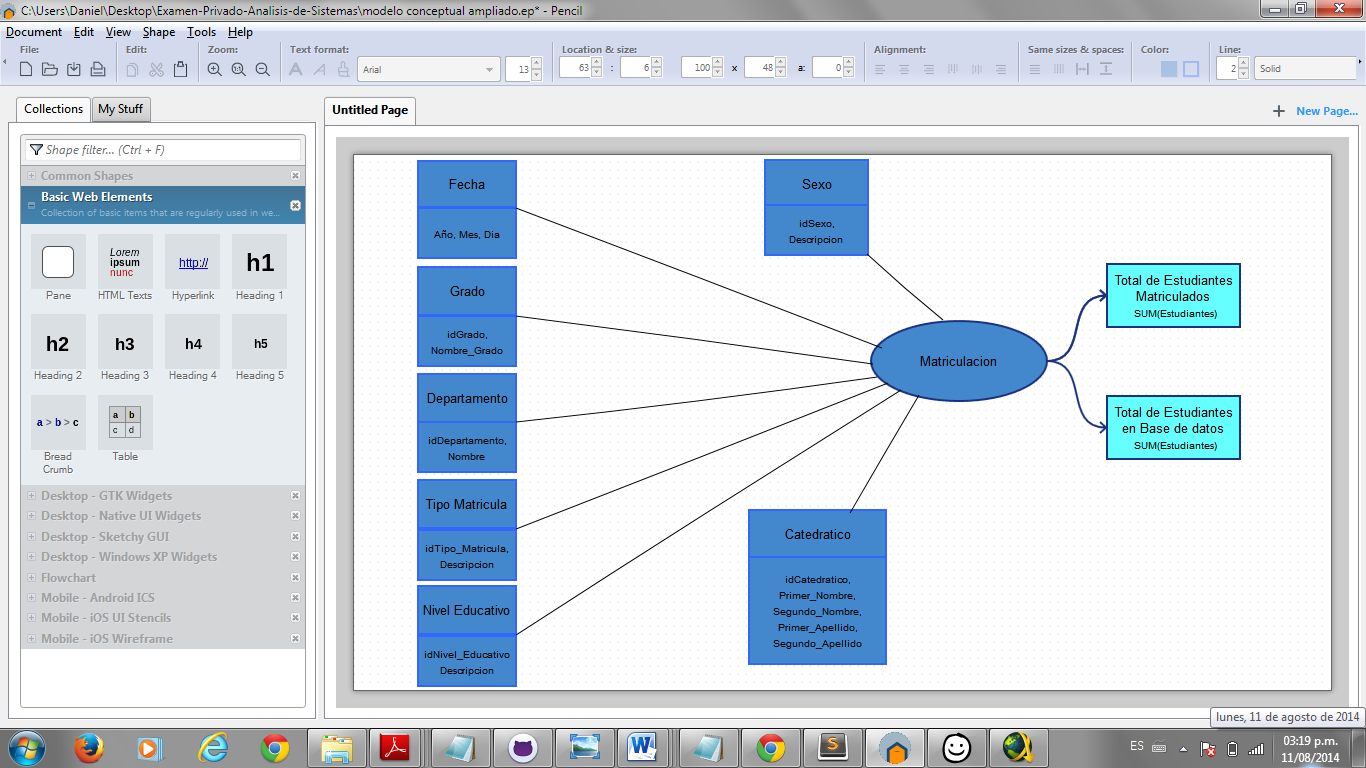 C:\Users\Daniel\Desktop\Examen-Privado-Analisis-de-Sistemas\modelo conceptual ampliado.ep* - Pencil
Document Edit View Shape Tools Help
File: Edit: Zoom: Text format: Location & size: Alignment: Same sizes & spaces: Color: Line:
Arial 13 63 : 6 100 x 48 a: 0 2 Solid
Collections My Stuff
Untitled Page
New Page...
Shape filter... (Ctrl + F)
Common Shapes
Basic Web Elements
Collection of basic items that are regularly used in we...
Lorem
ipsum
nunc
http://
h1
Pane HTML Texts Hyperlink Heading 1
h2 h3 h4 h5
Heading 2 Heading 3 Heading 4 Heading 5
a > b > c
a b
c d
Bread
Crumb
Table
Desktop - GTK Widgets
Desktop - Native UI Widgets
Desktop - Sketchy GUI
Desktop - Windows XP Widgets
Flowchart
Mobile - Android ICS
Mobile - iOS UI Stencils
Mobile - iOS Wireframe
Fecha
Año, Mes, Dia
Grado
idGrado,
Nombre_Grado
Departamento
idDepartamento,
Nombre
Tipo Matricula
idTipo_Matricula,
Descripcion
Nivel Educativo
idNivel_Educativo
Descripcion
Sexo
idSexo,
Descripcion
Matriculacion
Catedratico
idCatedratico,
Primer_Nombre,
Segundo_Nombre,
Primer_Apellido,
Segundo_Apellido
Total de Estudiantes
Matriculados
SUM(Estudiantes)
Total de Estudiantes
en Base de datos
SUM(Estudiantes)
lunes, 11 de agosto de 2014
ES
03:19 p.m.
11/08/2014